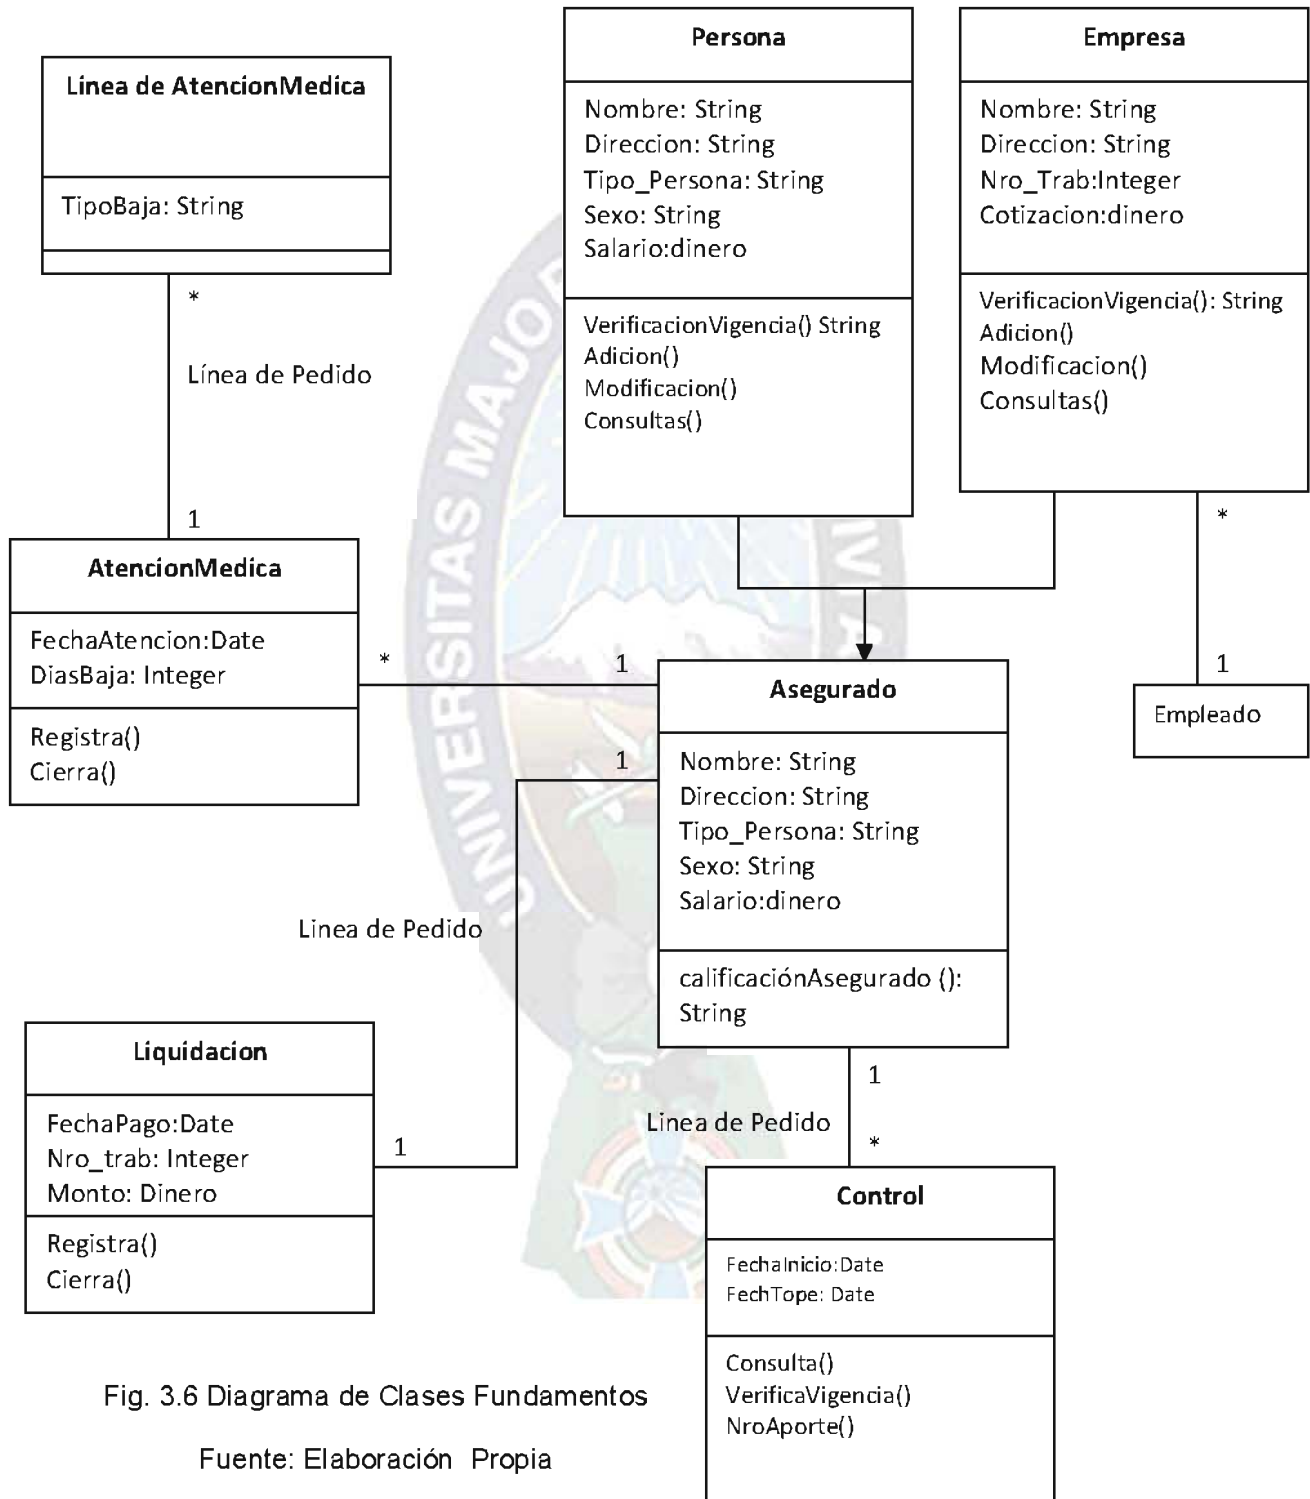 Linea de AtencionMedica
TipoBaja: String
*
Línea de Pedido
1
Persona
Nombre: String
Direccion: String
Tipo_Persona: String
Sexo: String
Salario:dinero
VerificacionVigencia() String
Adicion()
Modificacion()
Consultas()
Empresa
Nombre: String
Direccion: String
Nro_Trab:Integer
Cotizacion:dinero
VerificacionVigencia(): String
Adicion()
Modificacion()
Consultas()
*
1
Empleado
AtencionMedica
FechaAtencion:Date
DiasBaja: Integer
Registra()
Cierra()
*
1
1
Asegurado
Nombre: String
Direccion: String
Tipo_Persona: String
Sexo: String
Salario:dinero
calificaciónAsegurado ():
String
Linea de Pedido
Liquidacion
FechaPago:Date
Nro_trab: Integer
Monto: Dinero
Registra()
Cierra()
1
1
Linea de Pedido
*
Control
FechaInicio:Date
FechTope: Date
Consulta()
VerificaVigencia()
NroAporte()
Fig. 3.6 Diagrama de Clases Fundamentos
Fuente: Elaboración Propia
UNIVERSITAS MAJOR